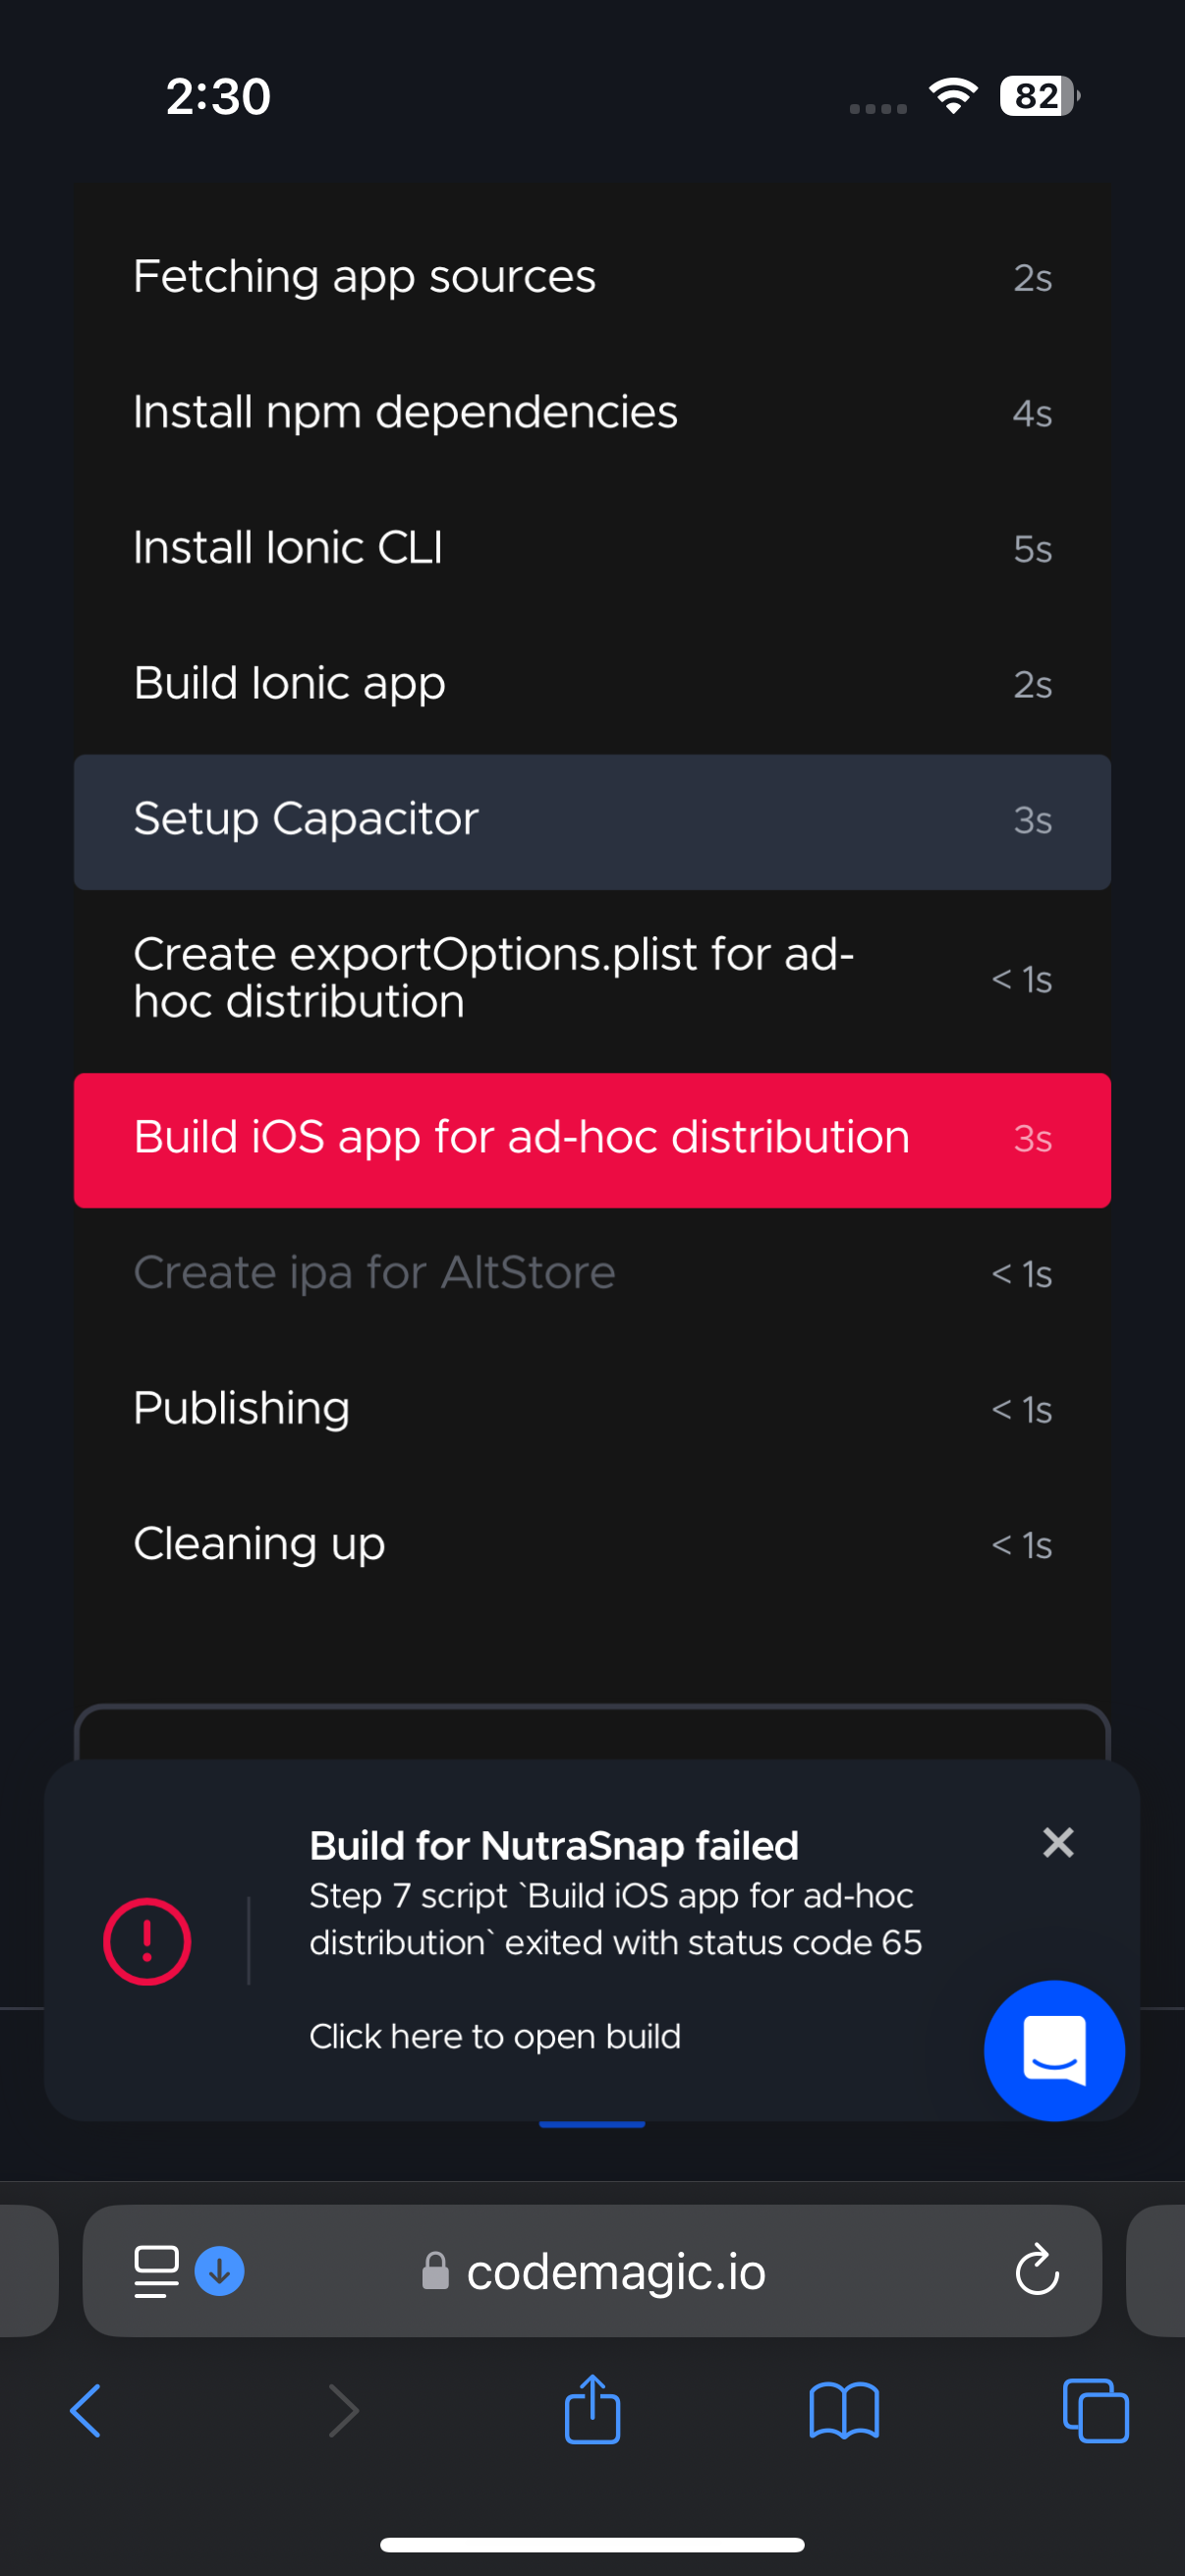 2:30
82
Fetching app sources 2s
Install npm dependencies 4s
Install Ionic CLI 5s
Build Ionic app 2s
Setup Capacitor 3s
Create exportOptions.plist for ad-
hoc distribution < 1s
Build iOS app for ad-hoc distribution 3s
Create ipa for AltStore < 1s
Publishing < 1s
Cleaning up < 1s
Build for NutraSnap failed
Step 7 script `Build iOS app for ad-hoc
distribution` exited with status code 65
Click here to open build
codemagic.io